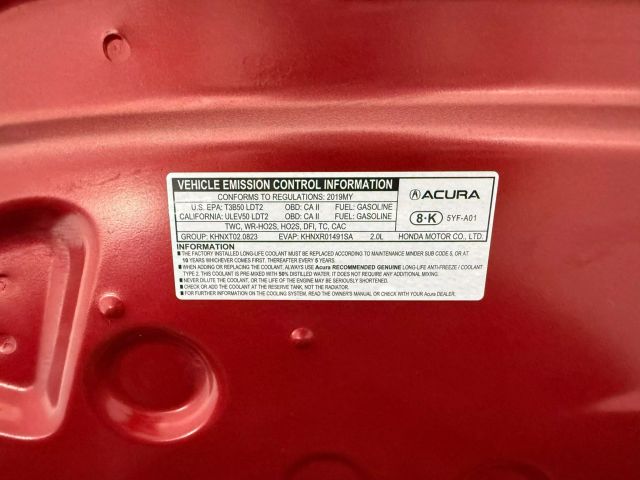 VEHICLE EMISSION CONTROL INFORMATION
CONFORMS TO REGULATIONS: 2019MY
U.S. EPA: T3B50 LDT2 OBD: CA II FUEL: GASOLINE
CALIFORNIA: ULEV50 LDT2 OBD: CA II FUEL: GASOLINE
TWC, WR-HO2S, HO2S, DFI, TC, CAC
GROUP: KHNXT02.0823 EVAP: KHNXR01491SA 2.0L
ACURA
8·K 5YF-A01
HONDA MOTOR CO., LTD.
INFORMATION
■ THE FACTORY INSTALLED LONG-LIFE COOLANT MUST BE REPLACED ACCORDING TO MAINTENANCE MINDER SUB CODE 5, OR AT
10 YEARS WHICHEVER COMES FIRST. THEREAFTER EVERY 5 YEARS.
■ WHEN ADDING OR REPLACING THE COOLANT, ALWAYS USE Acura RECOMMENDED GENUINE LONG-LIFE ANTI-FREEZE / COOLANT
TYPE 2. THIS COOLANT IS PRE-MIXED WITH 50% DISTILLED WATER. IT DOES NOT REQUIRE ANY ADDITIONAL MIXING.
■ NEVER DILUTE THE COOLANT, OR THE LIFE OF THE ENGINE MAY BE SERIOUSLY SHORTENED.
■ CHECK AND ADD COOLANT AT THE RESERVE TANK, NOT THE RADIATOR.
■ FOR FURTHER INFORMATION ON THE COOLING SYSTEM, READ THE OWNER'S MANUAL OR CHECK WITH YOUR Acura DEALER.